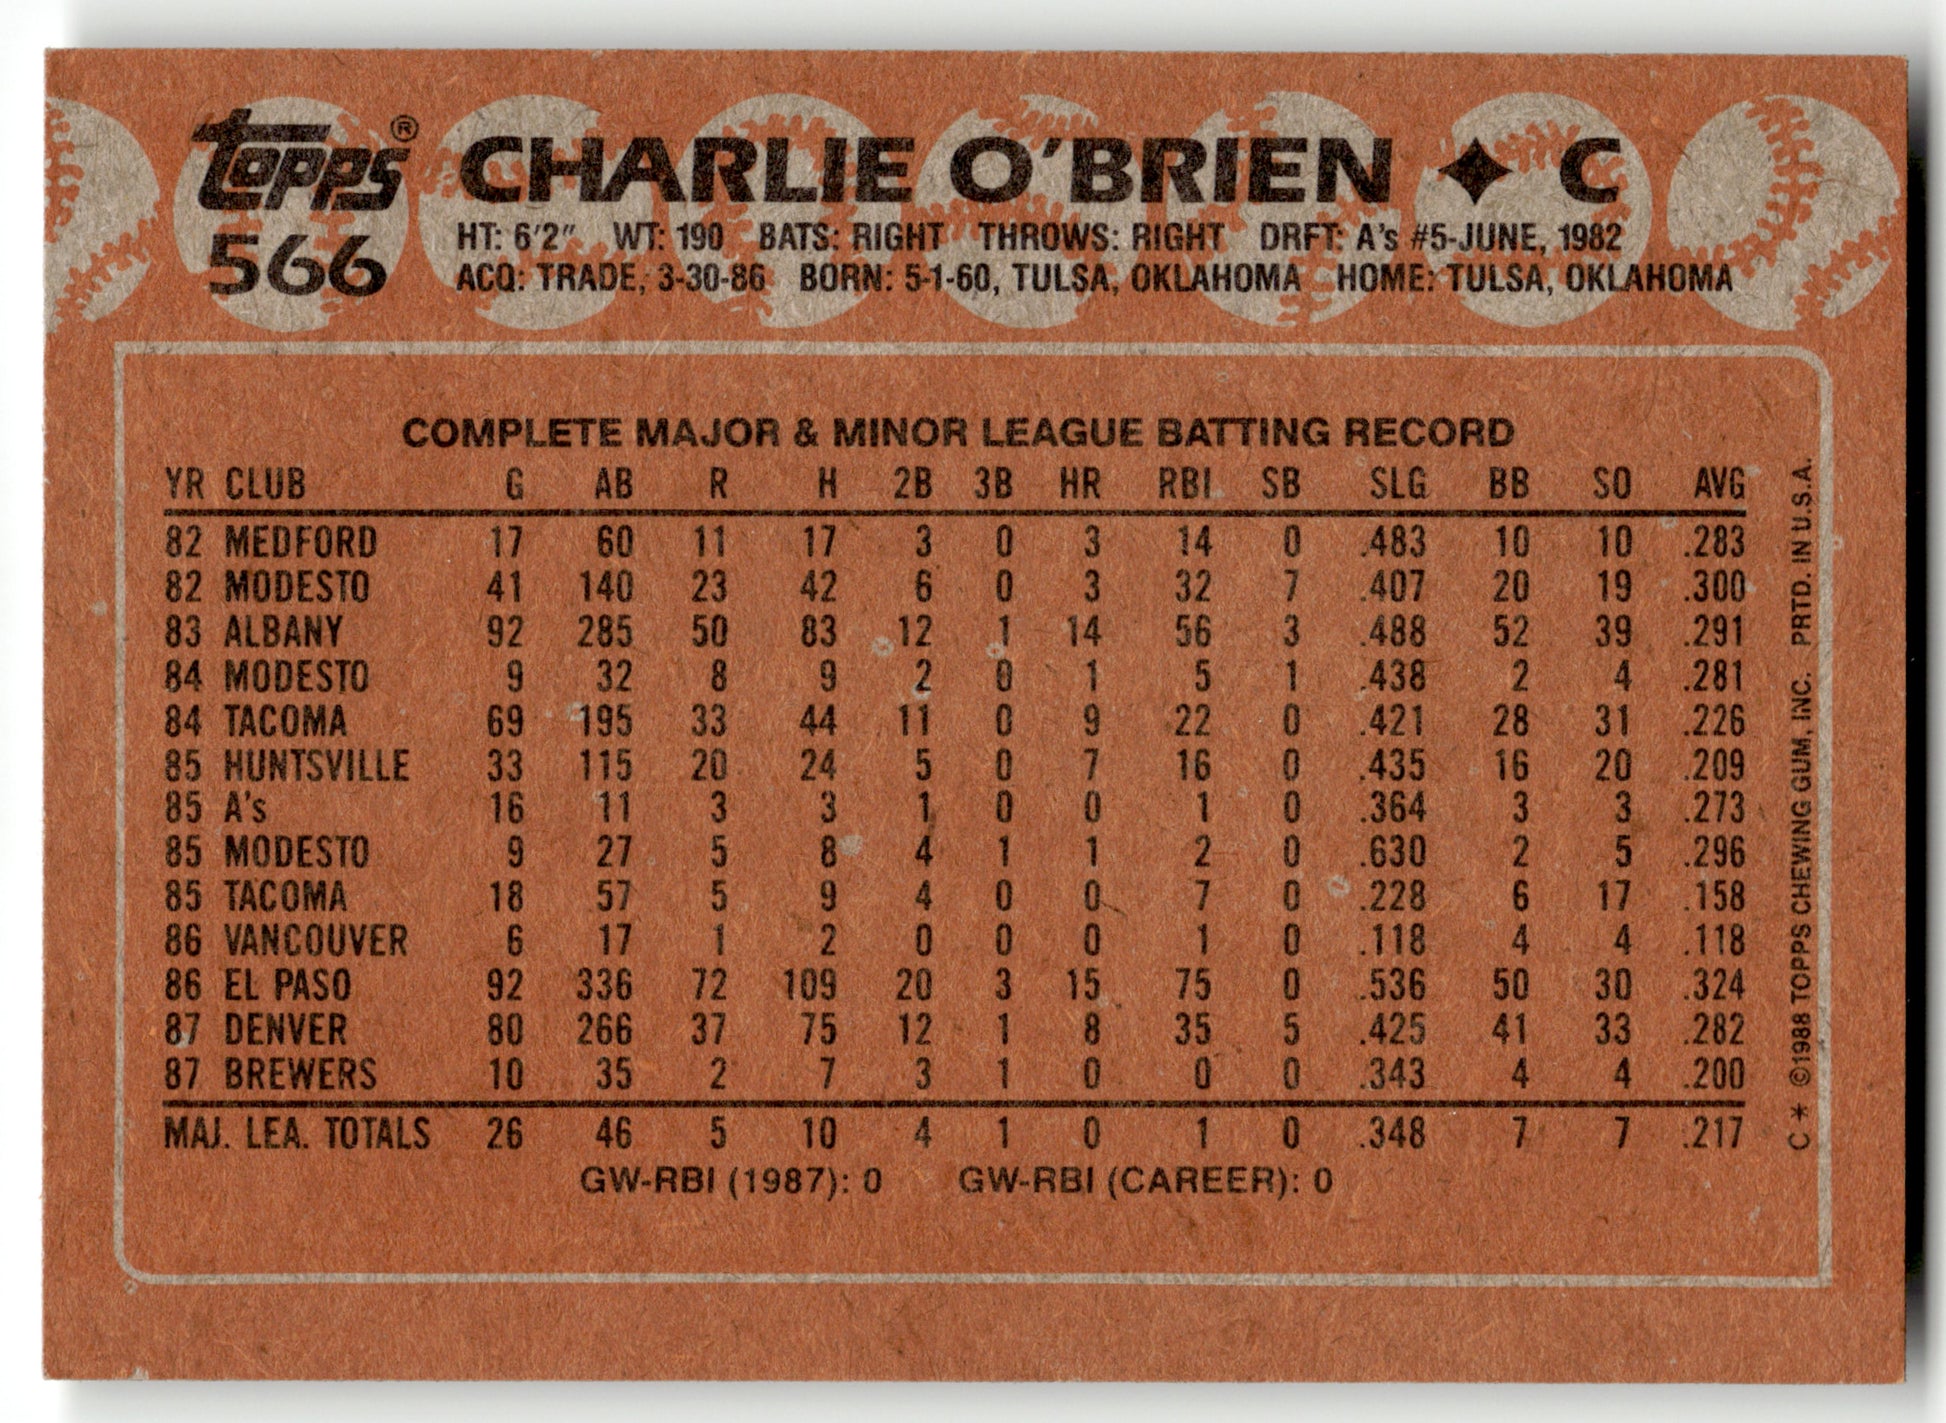 topps® CHARLIE O'BRIEN ✦ C
566
HT: 6'2" WT: 190 BATS: RIGHT THROWS: RIGHT DRFT: A's #5-JUNE, 1982
ACQ: TRADE, 3-30-86 BORN: 5-1-60, TULSA, OKLAHOMA HOME: TULSA, OKLAHOMA
COMPLETE MAJOR & MINOR LEAGUE BATTING RECORD
YR CLUB G AB R H 2B 3B HR RBI SB SLG BB SO AVG
82 MEDFORD 17 60 11 17 3 0 3 14 0 .483 10 10 .283
82 MODESTO 41 140 23 42 6 0 3 32 7 .407 20 19 .300
83 ALBANY 92 285 50 83 12 1 14 56 3 .488 52 39 .291
84 MODESTO 9 32 8 9 2 0 1 5 1 .438 2 4 .281
84 TACOMA 69 195 33 44 11 0 9 22 0 .421 28 31 .226
85 HUNTSVILLE 33 115 20 24 5 0 7 16 0 .435 16 20 .209
85 A's 16 11 3 3 1 0 0 1 0 .364 3 3 .273
85 MODESTO 9 27 5 8 4 1 1 2 0 .630 2 5 .296
85 TACOMA 18 57 5 9 4 0 0 7 0 .228 6 17 .158
86 VANCOUVER 6 17 1 2 0 0 0 1 0 .118 4 4 .118
86 EL PASO 92 336 72 109 20 3 15 75 0 .536 50 30 .324
87 DENVER 80 266 37 75 12 1 8 35 5 .425 41 33 .282
87 BREWERS 10 35 2 7 3 1 0 0 0 .343 4 4 .200
MAJ. LEA. TOTALS 26 46 5 10 4 1 0 1 0 .348 7 7 .217
GW-RBI (1987): 0 GW-RBI (CAREER): 0
C* ©1988 TOPPS CHEWING GUM, INC. PRTD. IN U.S.A.